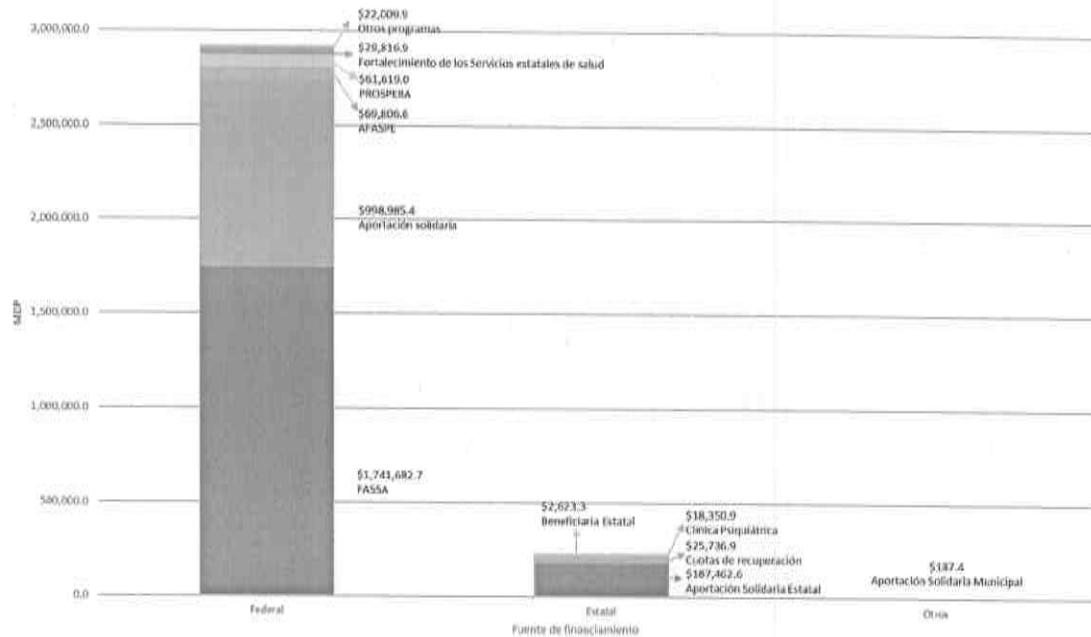 3,000,000.0
2,500,000.0
2,000,000.0
1,500,000.0
1,000,000.0
500,000.0
0.0
$22,009.9
Otros programas
$29,816.9
Fortalecimiento de los Servicios estatales de salud
$61,619.0
PROSPERA
$69,806.6
AFASPE
$998,985.4
Aportación solidaria
$1,741,682.7
FASSA
$2,623.3
Beneficiaria Estatal
$18,350.9
Clínica Psiquiátrica
$25,736.9
Cuotas de recuperación
$187,462.6
Aportación Solidaria Estatal
$187.4
Aportación Solidaria Municipal
Federal
Estatal
Otros
Fuente de financiamiento